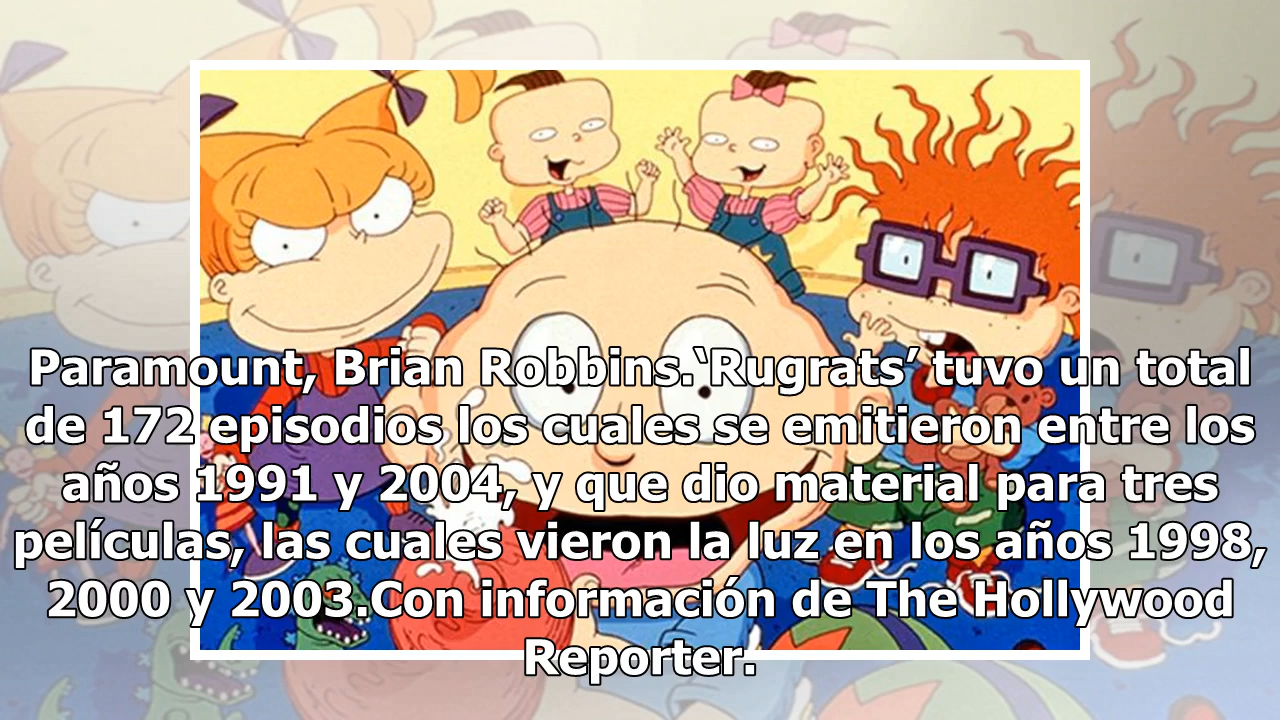 Paramount, Brian Robbins.‘Rugrats’ tuvo un total
de 172 episodios los cuales se emitieron entre los
años 1991 y 2004, y que dio material para tres
películas, las cuales vieron la luz en los años 1998,
2000 y 2003.Con información de The Hollywood
Reporter.